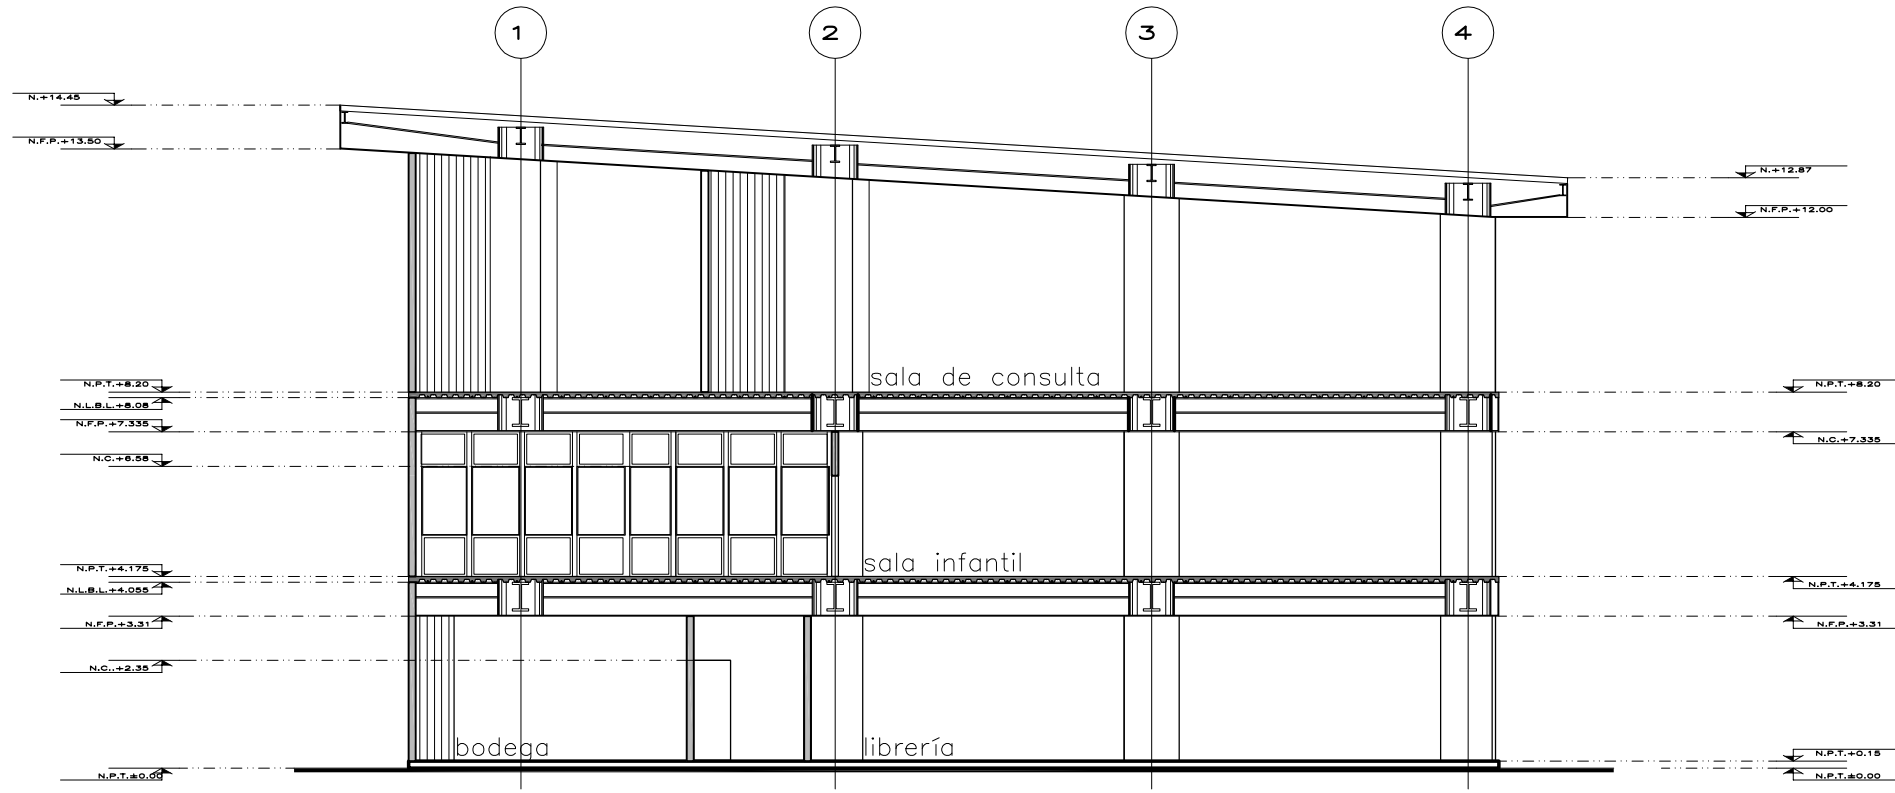 1 2 3 4
N.+14.45
N.F.P.+13.50
N.+12.87
N.F.P.+12.00
sala de consulta
N.P.T.+8.20
N.L.B.L.+8.08
N.F.P.+7.335
N.C.+6.58
N.P.T.+8.20
N.C.+7.335
sala infantil
N.P.T.+4.175
N.L.B.L.+4.055
N.F.P.+3.31
N.C..+2.35
N.P.T.+4.175
N.F.P.+3.31
bodega
librería
N.P.T.±0.00
N.P.T.+0.15
N.P.T.±0.00